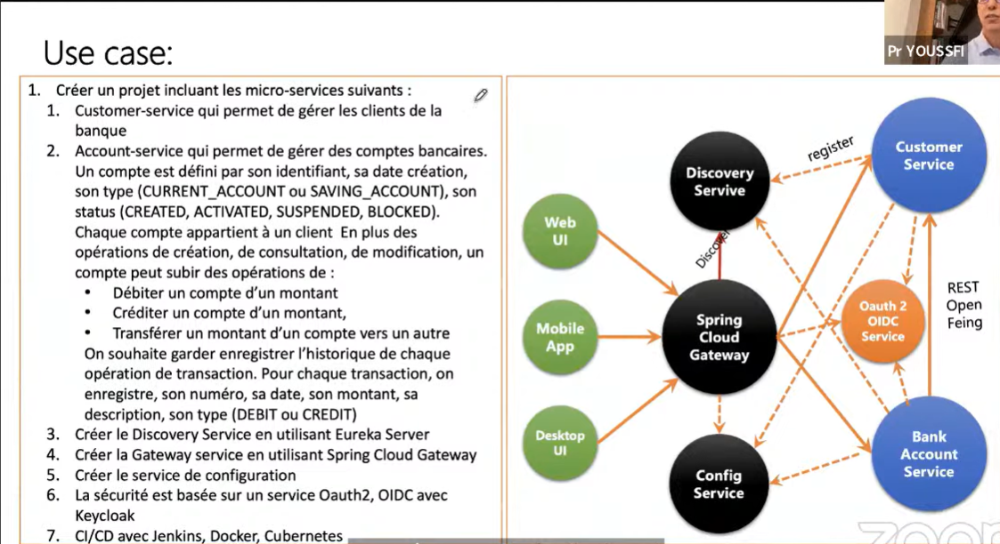 Pr YOUSSFI
Use case:
1. Créer un projet incluant les micro-services suivants :
1. Customer-service qui permet de gérer les clients de la
banque
2. Account-service qui permet de gérer des comptes bancaires.
Un compte est défini par son identifiant, sa date création,
son type (CURRENT_ACCOUNT ou SAVING_ACCOUNT), son
status (CREATED, ACTIVATED, SUSPENDED, BLOCKED).
Chaque compte appartient à un client En plus des
opérations de création, de consultation, de modification, un
compte peut subir des opérations de :
• Débiter un compte d’un montant
• Créditer un compte d’un montant,
• Transférer un montant d’un compte vers un autre
On souhaite garder enregistrer l’historique de chaque
opération de transaction. Pour chaque transaction, on
enregistre, son numéro, sa date, son montant, sa
description, son type (DEBIT ou CREDIT)
3. Créer le Discovery Service en utilisant Eureka Server
4. Créer la Gateway service en utilisant Spring Cloud Gateway
5. Créer le service de configuration
6. La sécurité est basée sur un service Oauth2, OIDC avec
Keycloak
7. CI/CD avec Jenkins, Docker, Cubernetes
Web
UI
Mobile
App
Desktop
UI
Discovery
Servive
Discover
Spring
Cloud
Gateway
Config
Service
register
Customer
Service
Oauth 2
OIDC
Service
REST
Open
Feing
Bank
Account
Service
zoom